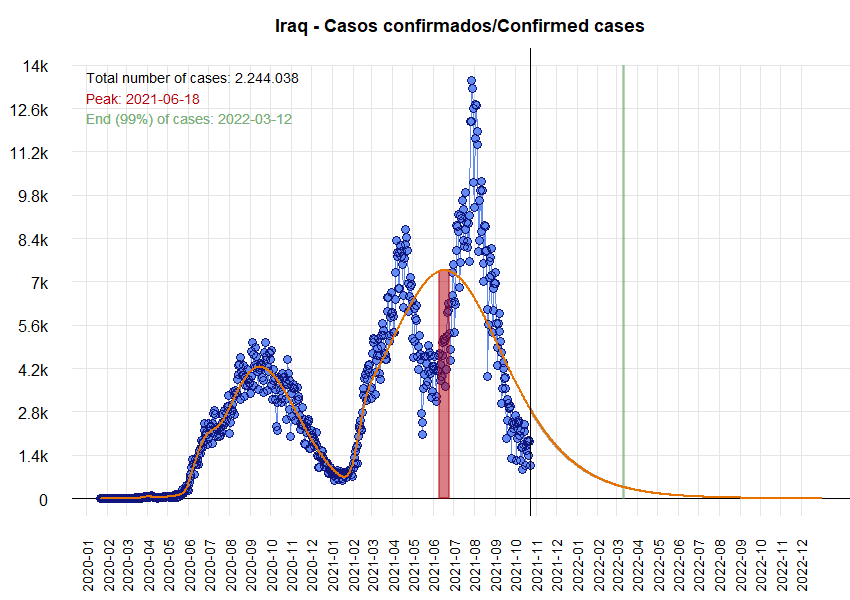 Iraq - Casos confirmados/Confirmed cases
Total number of cases: 2.244.038
Peak: 2021-06-18
End (99%) of cases: 2022-03-12
14k
12.6k
11.2k
9.8k
8.4k
7k
5.6k
4.2k
2.8k
1.4k
0
2020-01
2020-02
2020-03
2020-04
2020-05
2020-06
2020-07
2020-08
2020-09
2020-10
2020-11
2020-12
2021-01
2021-02
2021-03
2021-04
2021-05
2021-06
2021-07
2021-08
2021-09
2021-10
2021-11
2021-12
2022-01
2022-02
2022-03
2022-04
2022-05
2022-06
2022-07
2022-08
2022-09
2022-10
2022-11
2022-12